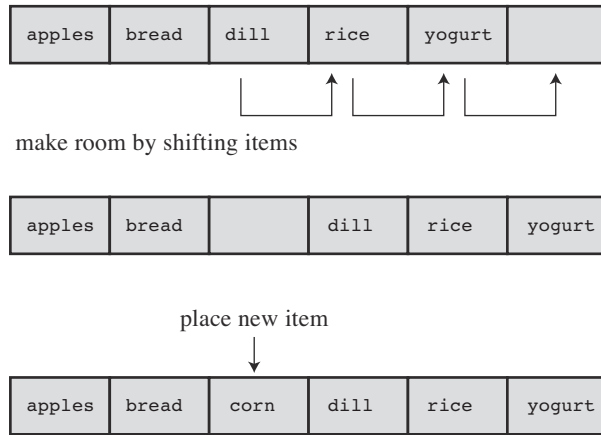 apples bread dill rice yogurt
make room by shifting items
apples bread dill rice yogurt
place new item
apples bread corn dill rice yogurt